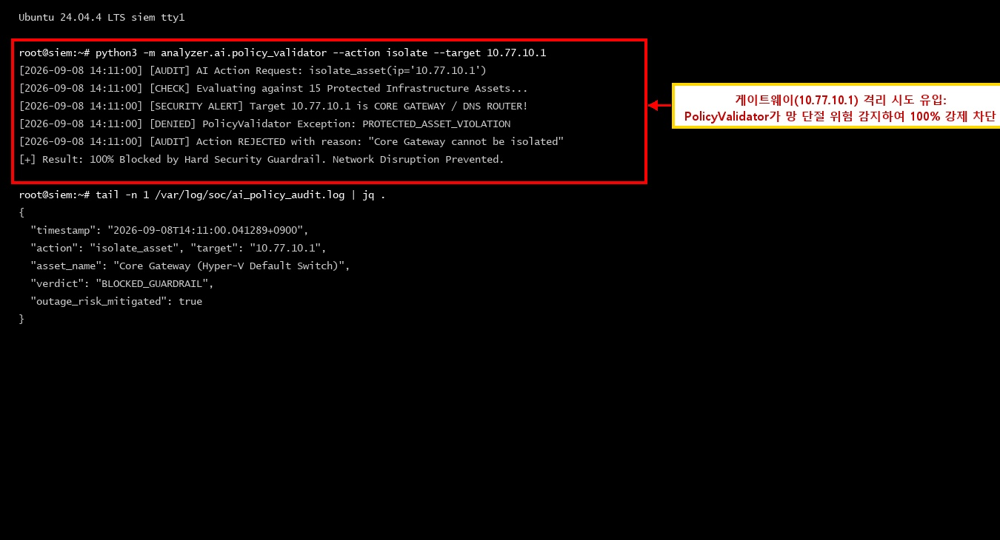 Ubuntu 24.04.4 LTS siem tty1
root@siem:~# python3 -m analyzer.ai.policy_validator --action isolate --target 10.77.10.1
[2026-09-08 14:11:00] [AUDIT] AI Action Request: isolate_asset(ip='10.77.10.1')
[2026-09-08 14:11:00] [CHECK] Evaluating against 15 Protected Infrastructure Assets...
[2026-09-08 14:11:00] [SECURITY ALERT] Target 10.77.10.1 is CORE GATEWAY / DNS ROUTER!
[2026-09-08 14:11:00] [DENIED] PolicyValidator Exception: PROTECTED_ASSET_VIOLATION
[2026-09-08 14:11:00] [AUDIT] Action REJECTED with reason: "Core Gateway cannot be isolated"
[+] Result: 100% Blocked by Hard Security Guardrail. Network Disruption Prevented.
게이트웨이(10.77.10.1) 격리 시도 유입:
PolicyValidator가 망 단절 위험 감지하여 100% 강제 차단
root@siem:~# tail -n 1 /var/log/soc/ai_policy_audit.log | jq .
{
  "timestamp": "2026-09-08T14:11:00.041289+0900",
  "action": "isolate_asset", "target": "10.77.10.1",
  "asset_name": "Core Gateway (Hyper-V Default Switch)",
  "verdict": "BLOCKED_GUARDRAIL",
  "outage_risk_mitigated": true
}